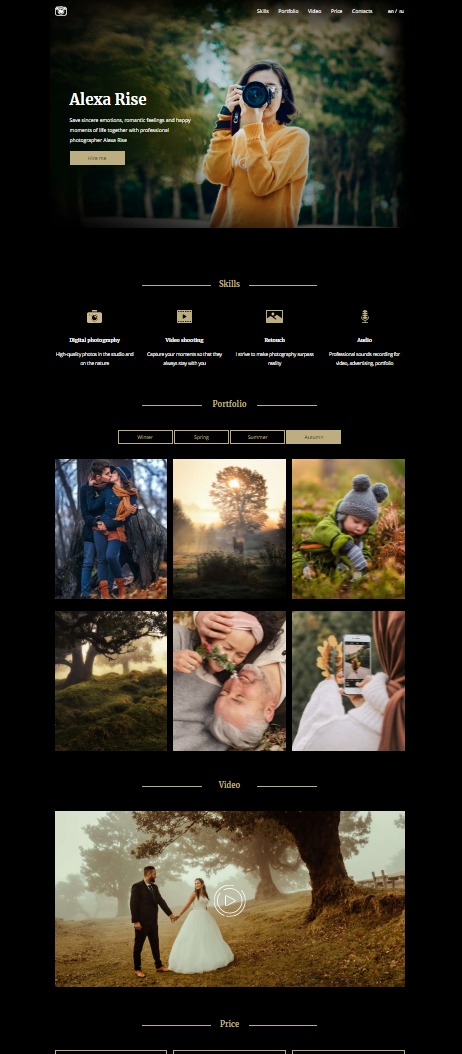 Skills Portfolio Video Price Contacts en / ru
Alexa Rise
Save sincere emotions, romantic feelings and happy
moments of life together with professional
photographer Alexa Rise
Hire me
Skills
Digital photography
High-quality photos in the studio and
on the nature
Video shooting
Capture your moments so that they
always stay with you
Retouch
I strive to make photography surpass
reality
Audio
Professional sounds recording for
video, advertising, portfolio
Portfolio
Winter Spring Summer Autumn
Video
Price